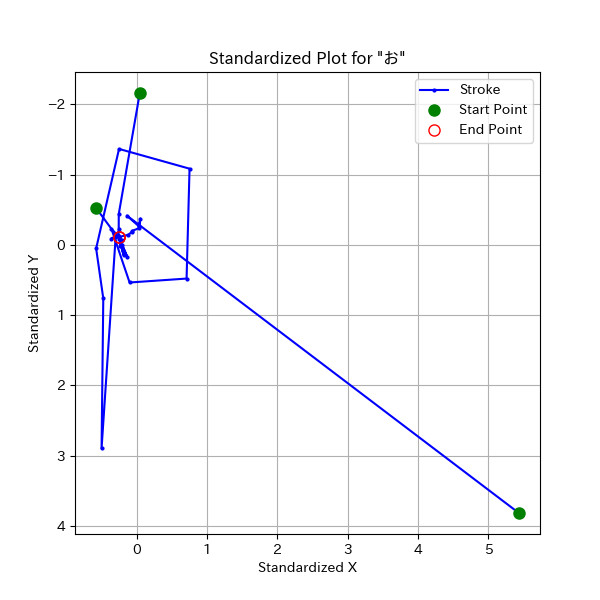 Standardized Plot for "お"
Stroke
Start Point
End Point
−2
−1
0
1
2
3
4
Standardized Y
0 1 2 3 4 5
Standardized X